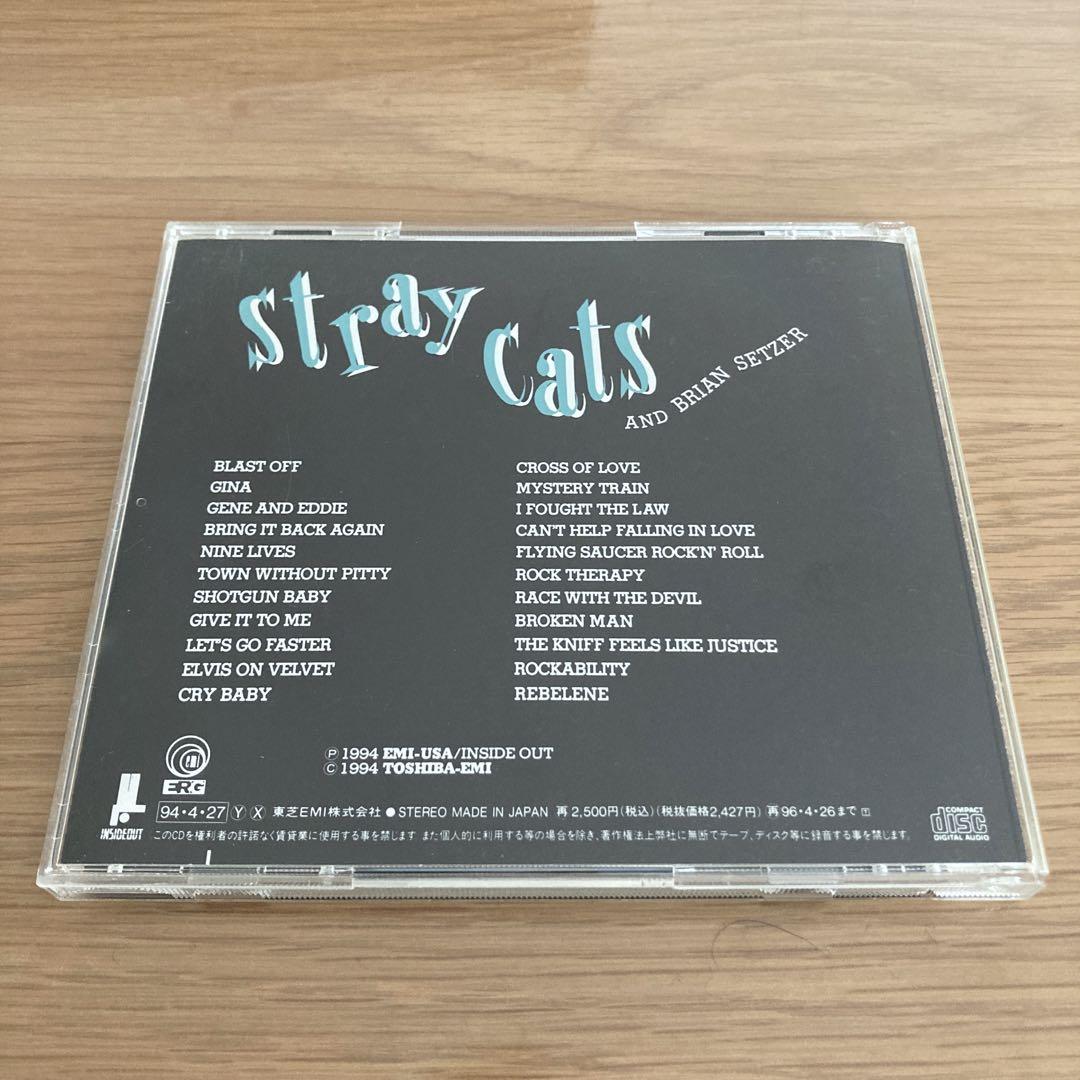 Stray Cats
AND BRIAN SETZER
BLAST OFF
GINA
GENE AND EDDIE
BRING IT BACK AGAIN
NINE LIVES
TOWN WITHOUT PITTY
SHOTGUN BABY
GIVE IT TO ME
LET'S GO FASTER
ELVIS ON VELVET
CRY BABY
CROSS OF LOVE
MYSTERY TRAIN
I FOUGHT THE LAW
CAN'T HELP FALLING IN LOVE
FLYING SAUCER ROCK'N' ROLL
ROCK THERAPY
RACE WITH THE DEVIL
BROKEN MAN
THE KNIFF FEELS LIKE JUSTICE
ROCKABILITY
REBELENE
EMI
ERG
Ⓟ 1994 EMI-USA/INSIDE OUT
© 1994 TOSHIBA-EMI
INSIDEOUT
94・4・27 Ⓨ Ⓧ 東芝EMI株式会社 ● STEREO MADE IN JAPAN 再 2,500円(税込) (税抜価格2,427円) 再96・4・26まで
このCDを権利者の許諾なく賃貸業に使用する事を禁じます また個人的に利用する等の場合を除き、著作権法上弊社に無断でテープ、ディスク等に録音する事を禁じます。
COMPACT
disc
DIGITAL AUDIO